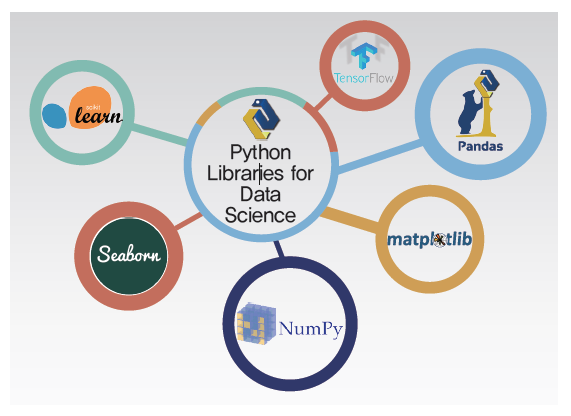 TensorFlow
scikit
learn
Pandas
Python
Libraries for
Data
Science
matplotlib
Seaborn
NumPy